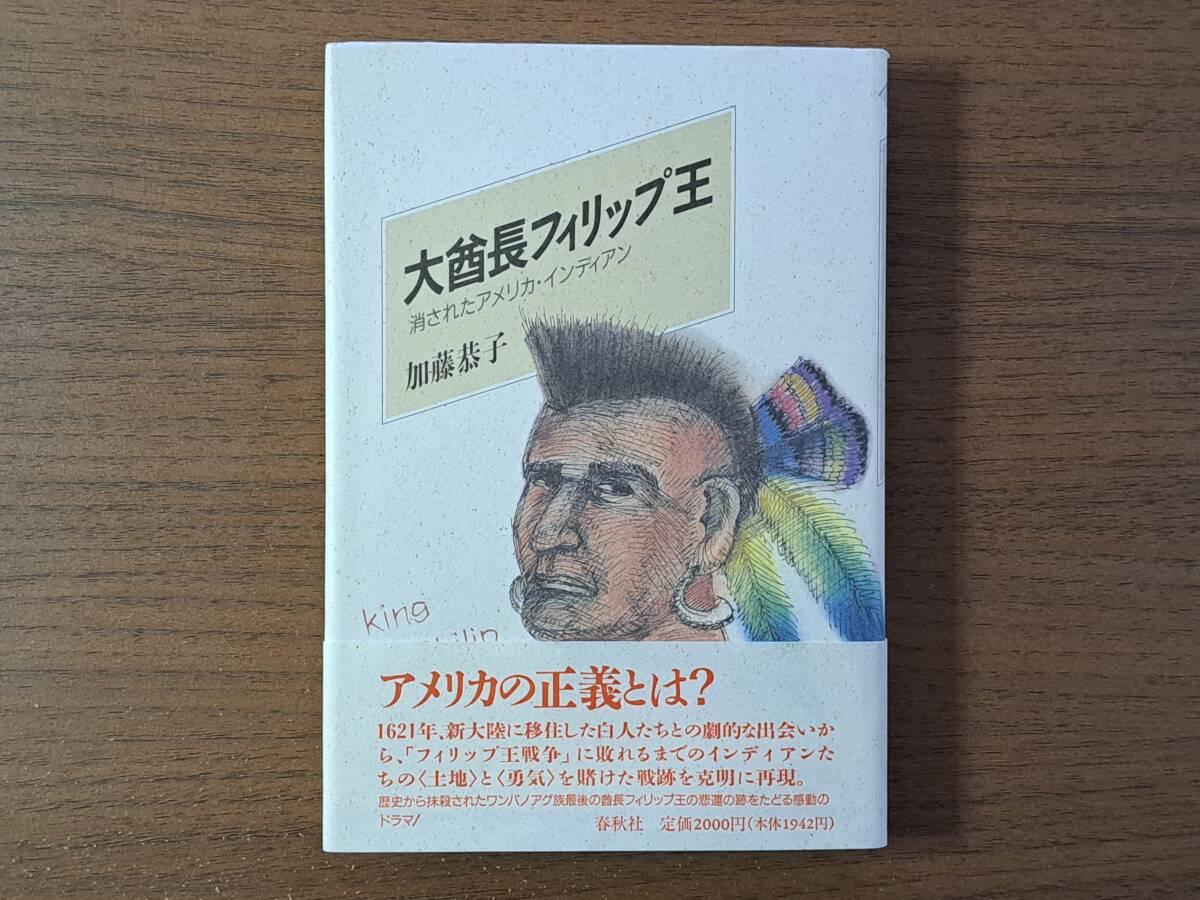 大酋長フィリップ王
消されたアメリカ・インディアン
加藤恭子
king
アメリカの正義とは?
1621年、新大陸に移住した白人たちとの劇的な出会いか
ら、「フィリップ王戦争」に敗れるまでのインディアンた
ちの〈土地〉と〈勇気〉を賭けた戦跡を克明に再現。
歴史から抹殺されたワンパノアグ族最後の酋長フィリップ王の悲運の跡をたどる感動の
ドラマ!
春秋社 定価2000円(本体1942円)